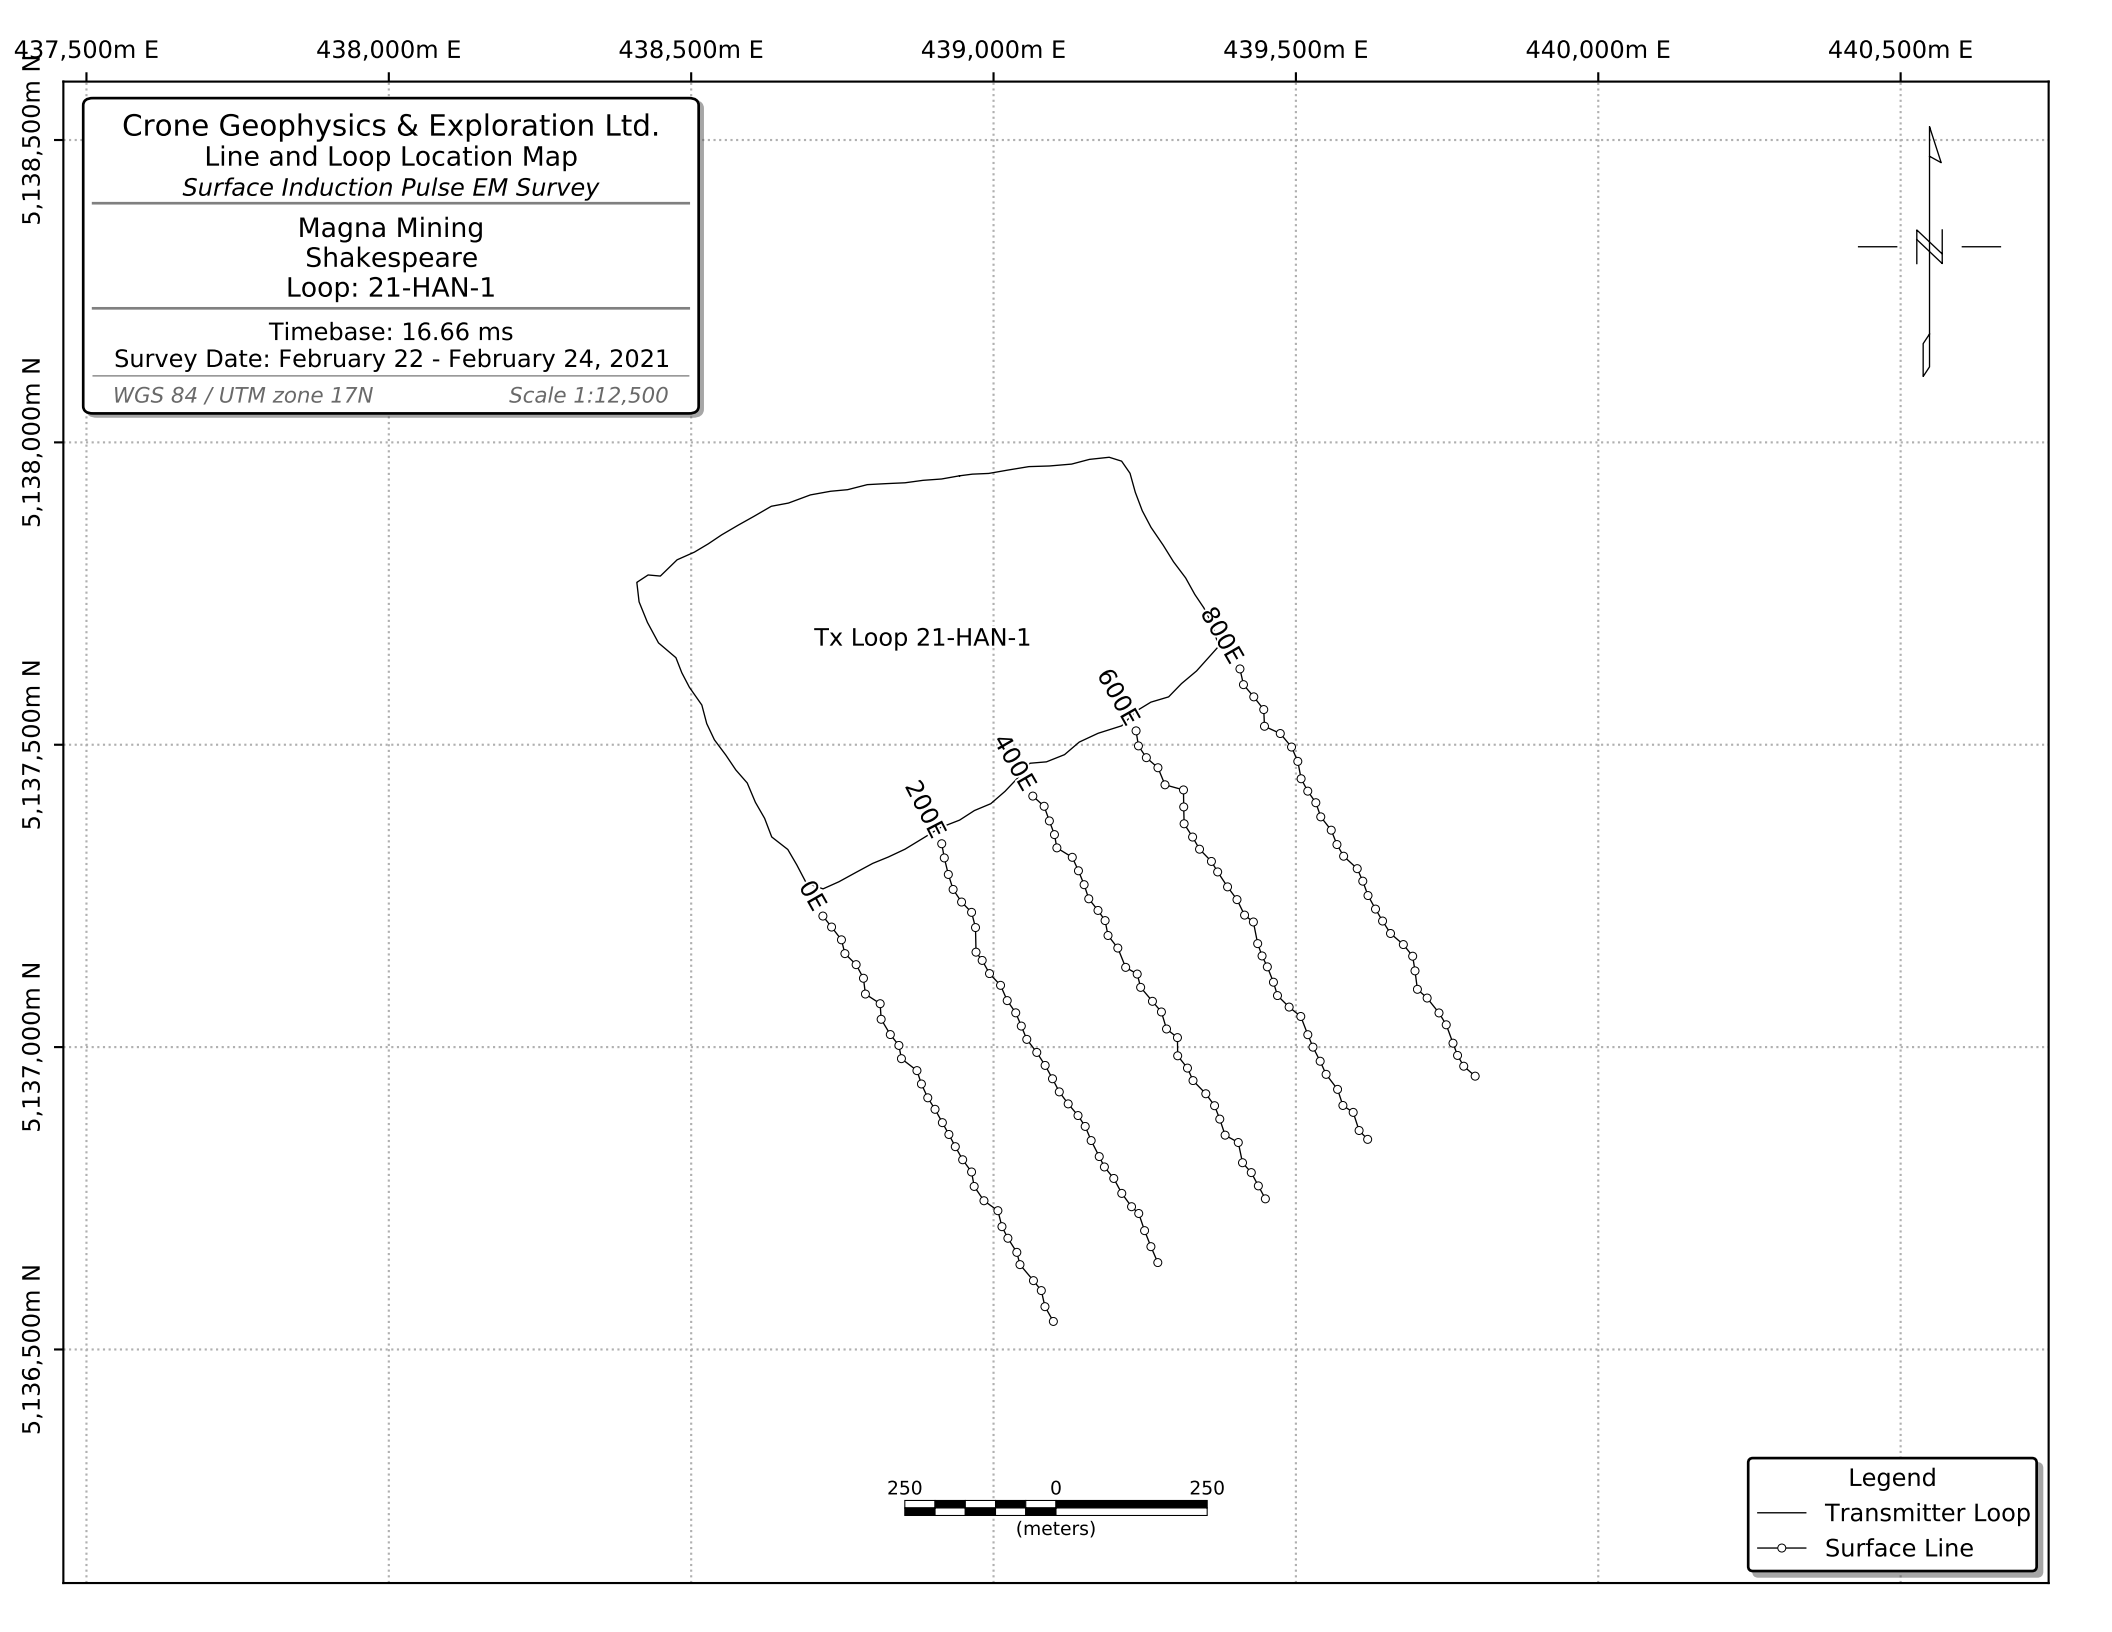 437,500m E 438,000m E 438,500m E 439,000m E 439,500m E 440,000m E 440,500m E
5,138,500m N
5,138,000m N
5,137,500m N
5,137,000m N
5,136,500m N
Crone Geophysics & Exploration Ltd.
Line and Loop Location Map
Surface Induction Pulse EM Survey
Magna Mining
Shakespeare
Loop: 21-HAN-1
Timebase: 16.66 ms
Survey Date: February 22 - February 24, 2021
WGS 84 / UTM zone 17N Scale 1:12,500
N
Tx Loop 21-HAN-1
800E
600E
400E
200E
0E
250 0 250
(meters)
Legend
Transmitter Loop
Surface Line